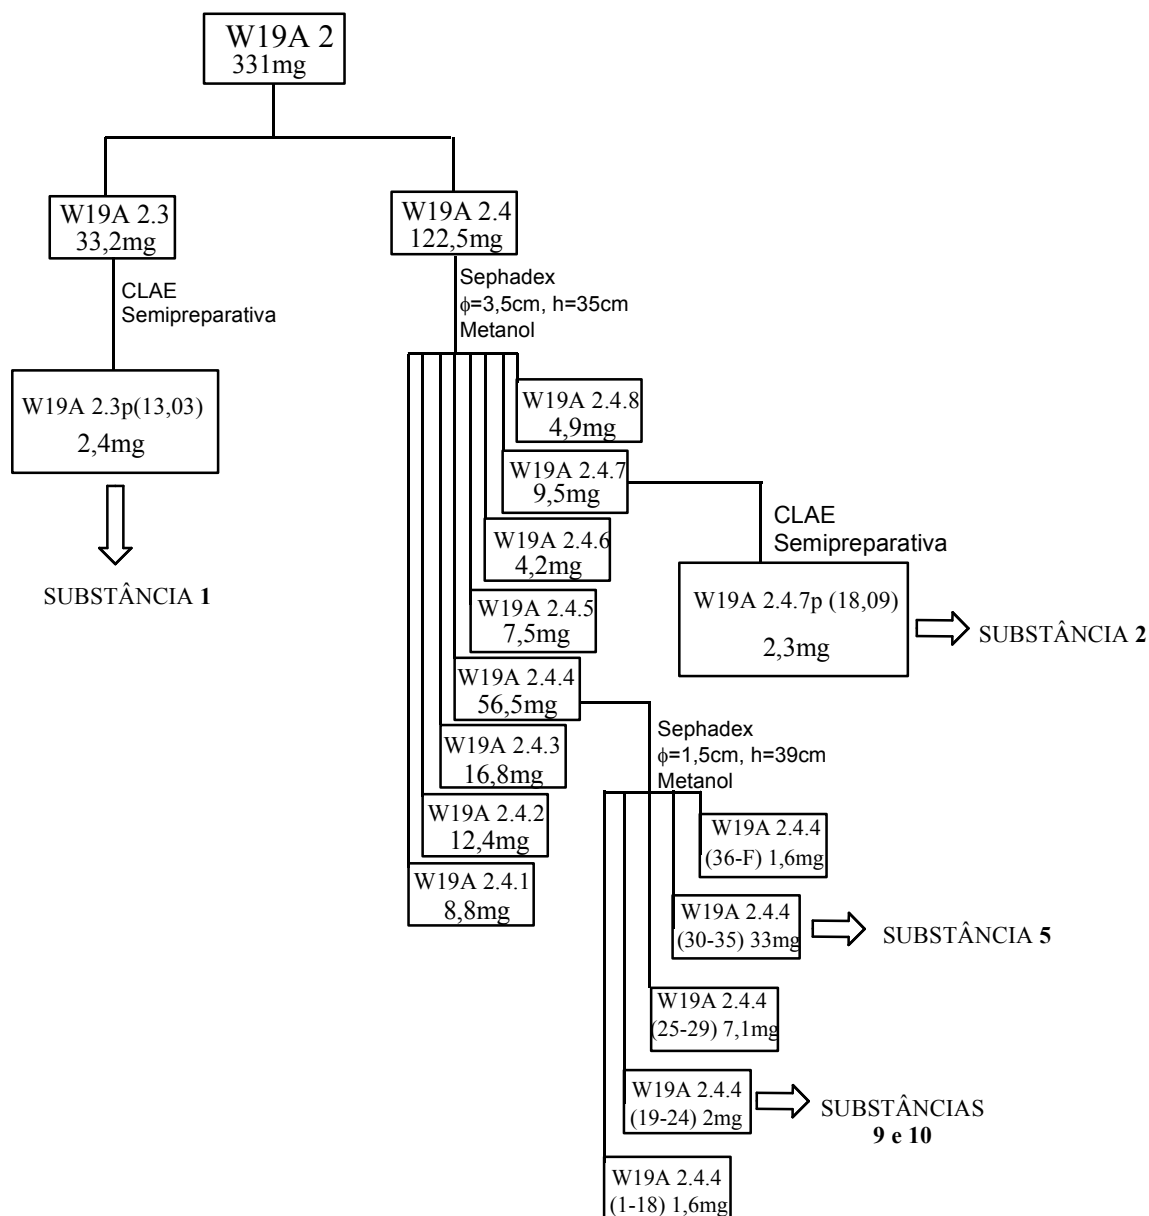 W19A 2
331mg
W19A 2.3
33,2mg
W19A 2.4
122,5mg
CLAE
Semipreparativa
Sephadex
ϕ=3,5cm, h=35cm
Metanol
W19A 2.3p(13,03)
2,4mg
SUBSTÂNCIA 1
W19A 2.4.8
4,9mg
W19A 2.4.7
9,5mg
W19A 2.4.6
4,2mg
W19A 2.4.5
7,5mg
W19A 2.4.4
56,5mg
W19A 2.4.3
16,8mg
W19A 2.4.2
12,4mg
W19A 2.4.1
8,8mg
CLAE
Semipreparativa
W19A 2.4.7p (18,09)
2,3mg
SUBSTÂNCIA 2
Sephadex
ϕ=1,5cm, h=39cm
Metanol
W19A 2.4.4
(36-F) 1,6mg
W19A 2.4.4
(30-35) 33mg
SUBSTÂNCIA 5
W19A 2.4.4
(25-29) 7,1mg
W19A 2.4.4
(19-24) 2mg
SUBSTÂNCIAS
9 e 10
W19A 2.4.4
(1-18) 1,6mg